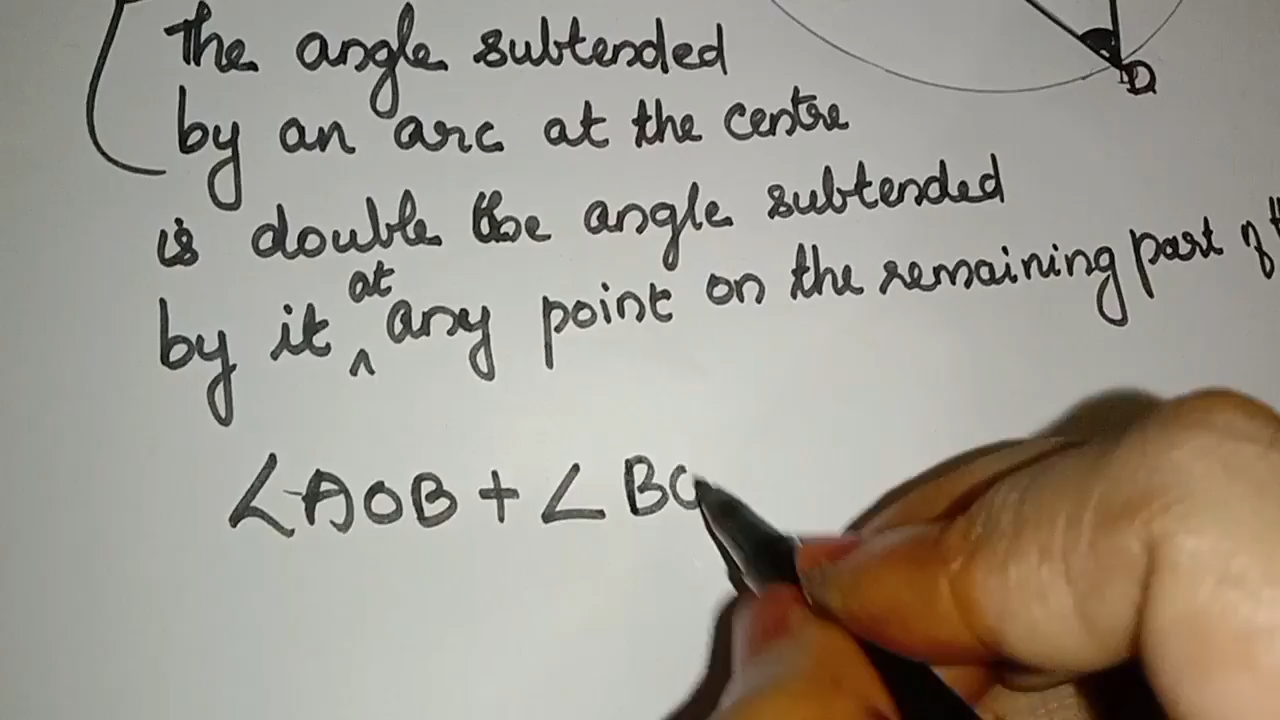 D
The angle subtended
by an arc at the centre
is double the angle subtended
by it ^at any point on the remaining part of
∠AOB + ∠BO